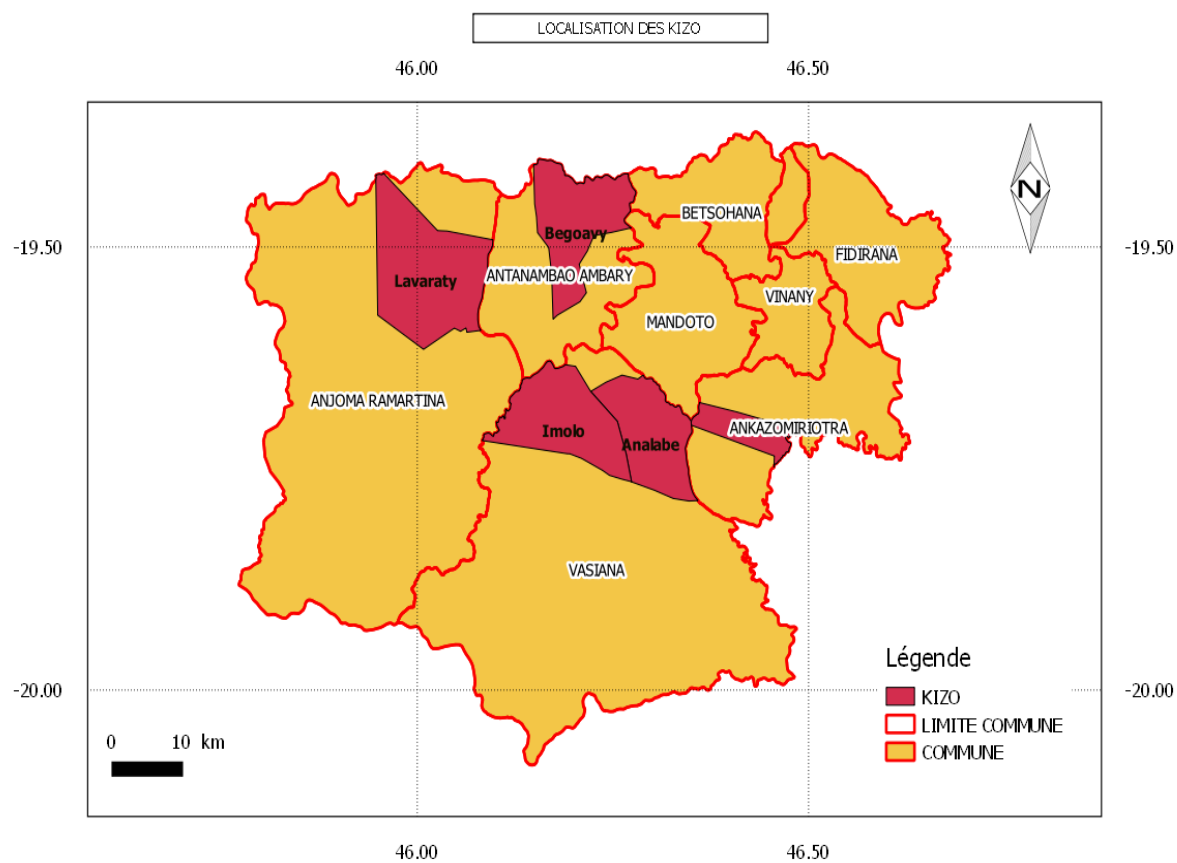 LOCALISATION DES KIZO
46.00
46.50
N
BETSOHANA
-19.50
Begoavy
FIDIRANA
-19.50
Lavaraty
ANTANAMBAO AMBARY
VINANY
MANDOTO
ANJOMA RAMARTINA
Imolo
Analabe
ANKAZOMIRIOTRA
VASIANA
Légende
-20.00
KIZO
-20.00
LIMITE COMMUNE
0 10 km
COMMUNE
46.00
46.50